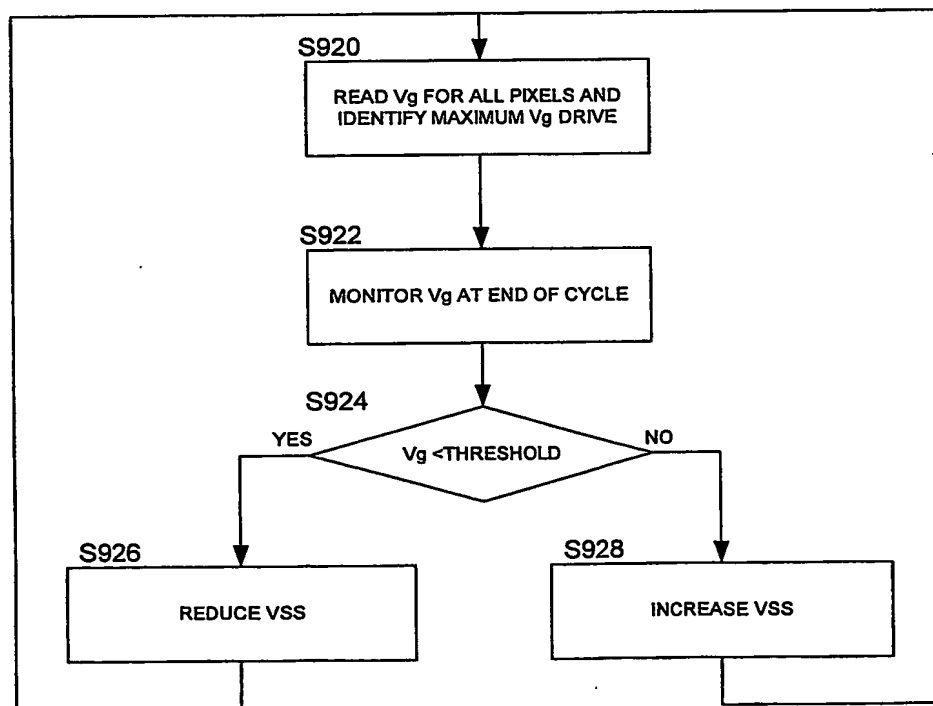 S920
READ Vg FOR ALL PIXELS AND
IDENTIFY MAXIMUM Vg DRIVE
S922
MONITOR Vg AT END OF CYCLE
S924
YES
Vg <THRESHOLD
NO
S926
REDUCE VSS
S928
INCREASE VSS